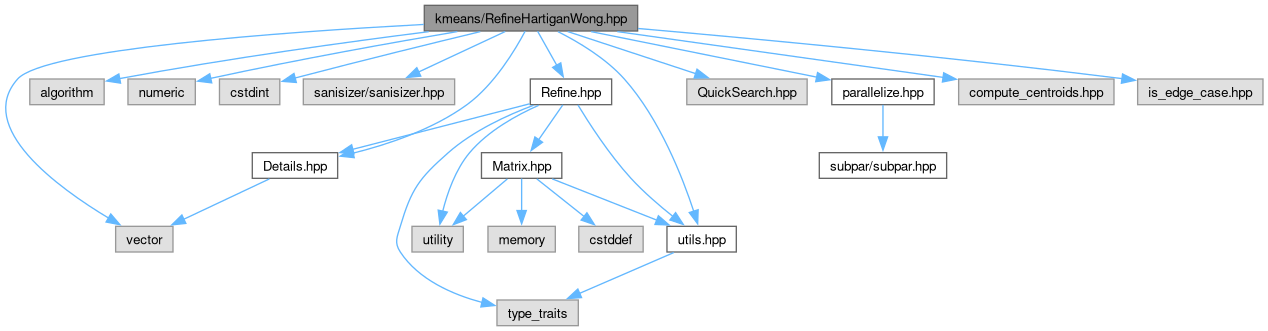 kmeans/RefineHartiganWong.hpp
algorithm
numeric
cstdint
sanisizer/sanisizer.hpp
Refine.hpp
QuickSearch.hpp
parallelize.hpp
compute_centroids.hpp
is_edge_case.hpp
Details.hpp
Matrix.hpp
subpar/subpar.hpp
vector
utility
memory
cstddef
utils.hpp
type_traits